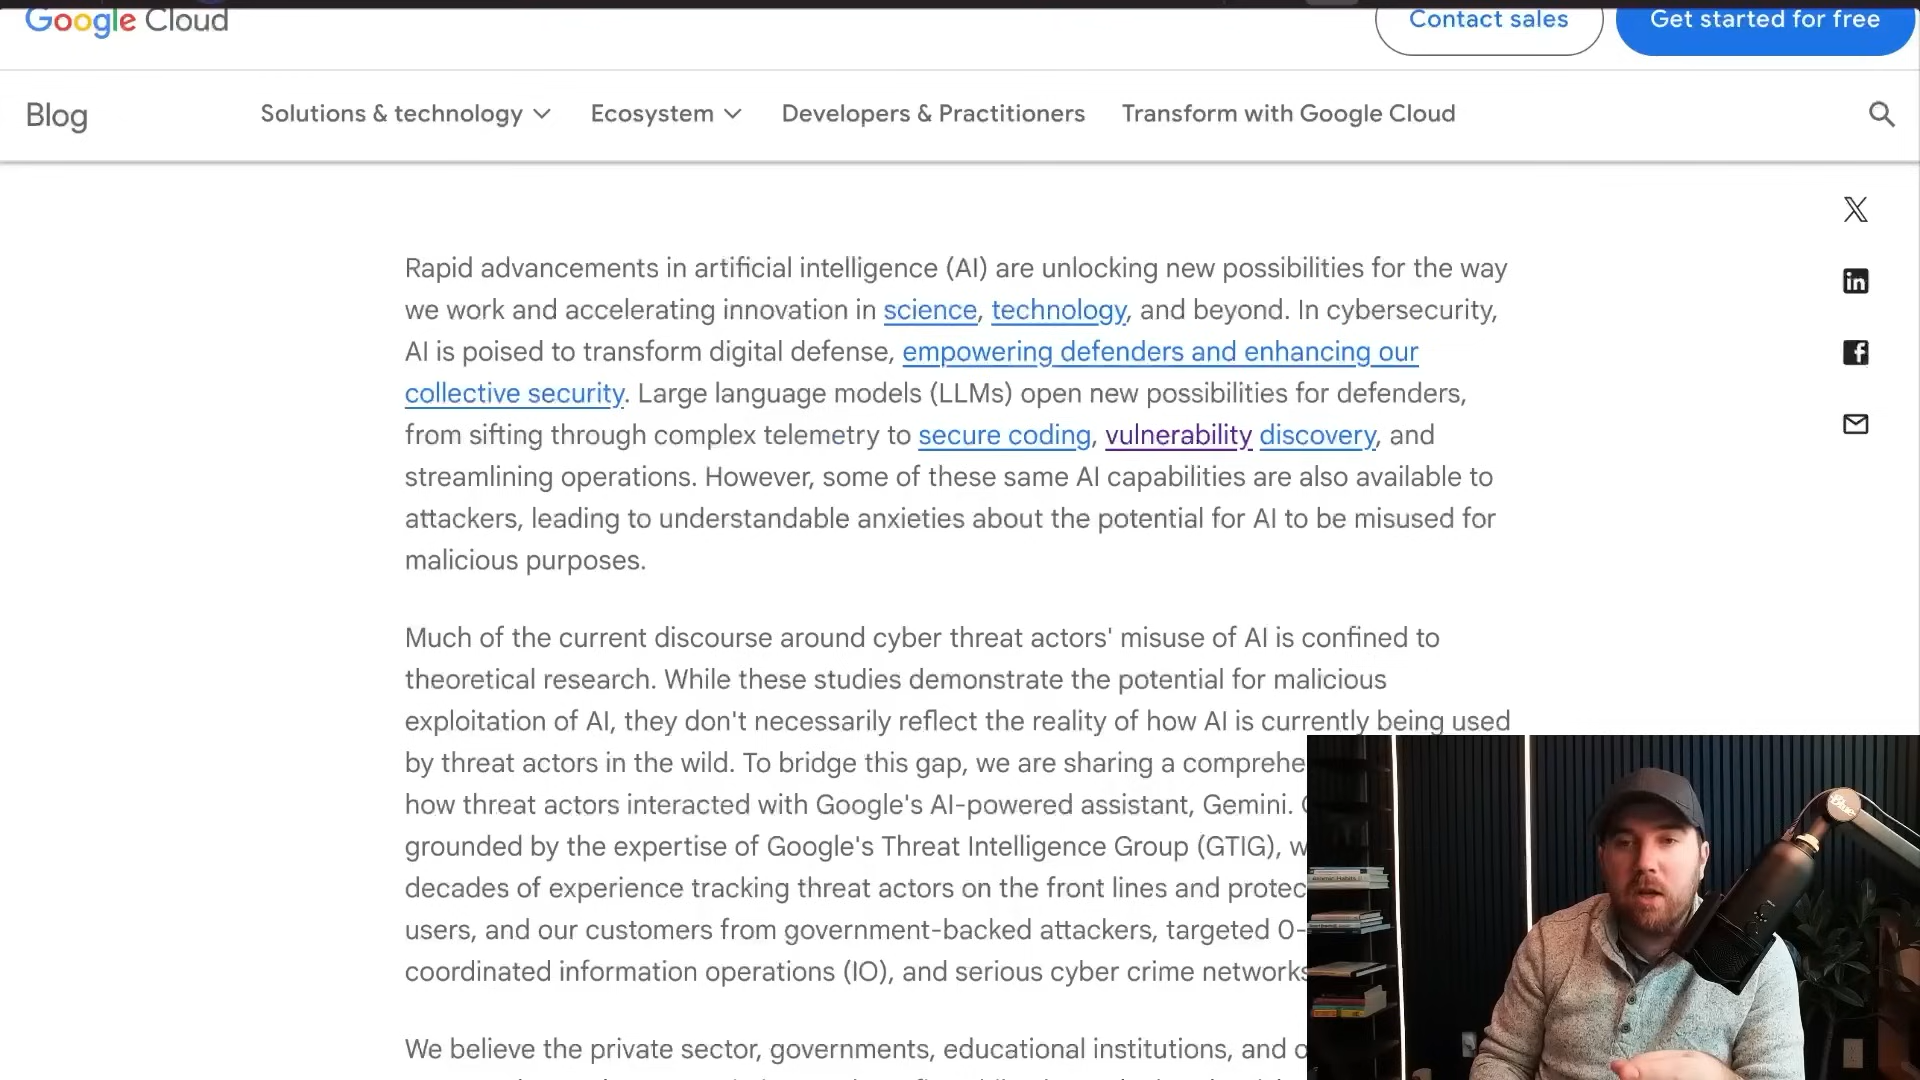 Google Cloud
Contact sales
Get started for free
Blog
Solutions & technology
Ecosystem
Developers & Practitioners
Transform with Google Cloud
Rapid advancements in artificial intelligence (AI) are unlocking new possibilities for the way
we work and accelerating innovation in science, technology, and beyond. In cybersecurity,
AI is poised to transform digital defense, empowering defenders and enhancing our
collective security. Large language models (LLMs) open new possibilities for defenders,
from sifting through complex telemetry to secure coding, vulnerability discovery, and
streamlining operations. However, some of these same AI capabilities are also available to
attackers, leading to understandable anxieties about the potential for AI to be misused for
malicious purposes.
Much of the current discourse around cyber threat actors' misuse of AI is confined to
theoretical research. While these studies demonstrate the potential for malicious
exploitation of AI, they don't necessarily reflect the reality of how AI is currently being used
by threat actors in the wild. To bridge this gap, we are sharing a comprehe
how threat actors interacted with Google's AI-powered assistant, Gemini.
grounded by the expertise of Google's Threat Intelligence Group (GTIG), w
decades of experience tracking threat actors on the front lines and protec
users, and our customers from government-backed attackers, targeted 0-
coordinated information operations (IO), and serious cyber crime networks
We believe the private sector, governments, educational institutions, and o
Blue